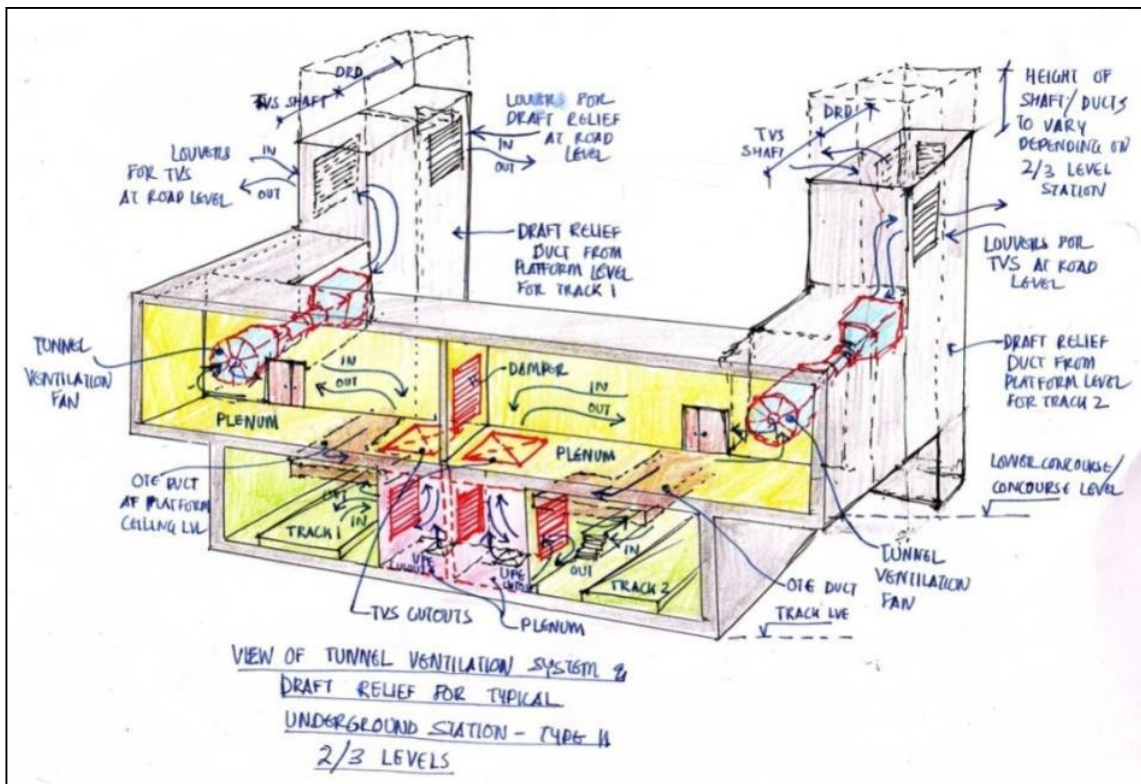 DRD
TVS SHAFT
LOUVERS FOR
DRAFT RELIEF
AT ROAD
LEVEL
IN
OUT
LOUVERS
FOR TVS
AT ROAD LEVEL
IN
OUT
DRAFT RELIEF
DUCT FROM
PLATFORM LEVEL
FOR TRACK 1
DRD
TVS
SHAFT
HEIGHT OF
SHAFT/DUCTS
TO VARY
DEPENDING ON
2/3 LEVEL
STATION
LOUVERS FOR
TVS AT ROAD
LEVEL
DRAFT RELIEF
DUCT FROM
PLATFORM LEVEL
FOR TRACK 2
TUNNEL
VENTILATION
FAN
IN
OUT
DAMPER
IN
OUT
PLENUM
PLENUM
LOWER CONCOURSE/
CONCOURSE LEVEL
OTE DUCT
AT PLATFORM
CEILING LVL
OUT
IN
TRACK 1
UPE
CUTOUTS
UPE
OUT
IN
TRACK 2
TUNNEL
VENTILATION
FAN
OTE DUCT
TRACK LVL
TVS CUTOUTS
PLENUM
VIEW OF TUNNEL VENTILATION SYSTEM &
DRAFT RELIEF FOR TYPICAL
UNDERGROUND STATION - TYPE
2/3 LEVELS